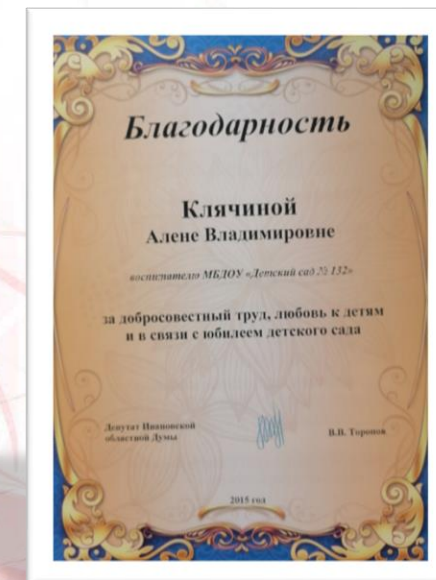 Благодарность
Клячиной
Алене Владимировне
воспитателю МБДОУ «Детский сад № 132»
за добросовестный труд, любовь к детям
и в связи с юбилеем детского сада
Депутат Ивановской
областной Думы
В.В. Торопов
2015 год